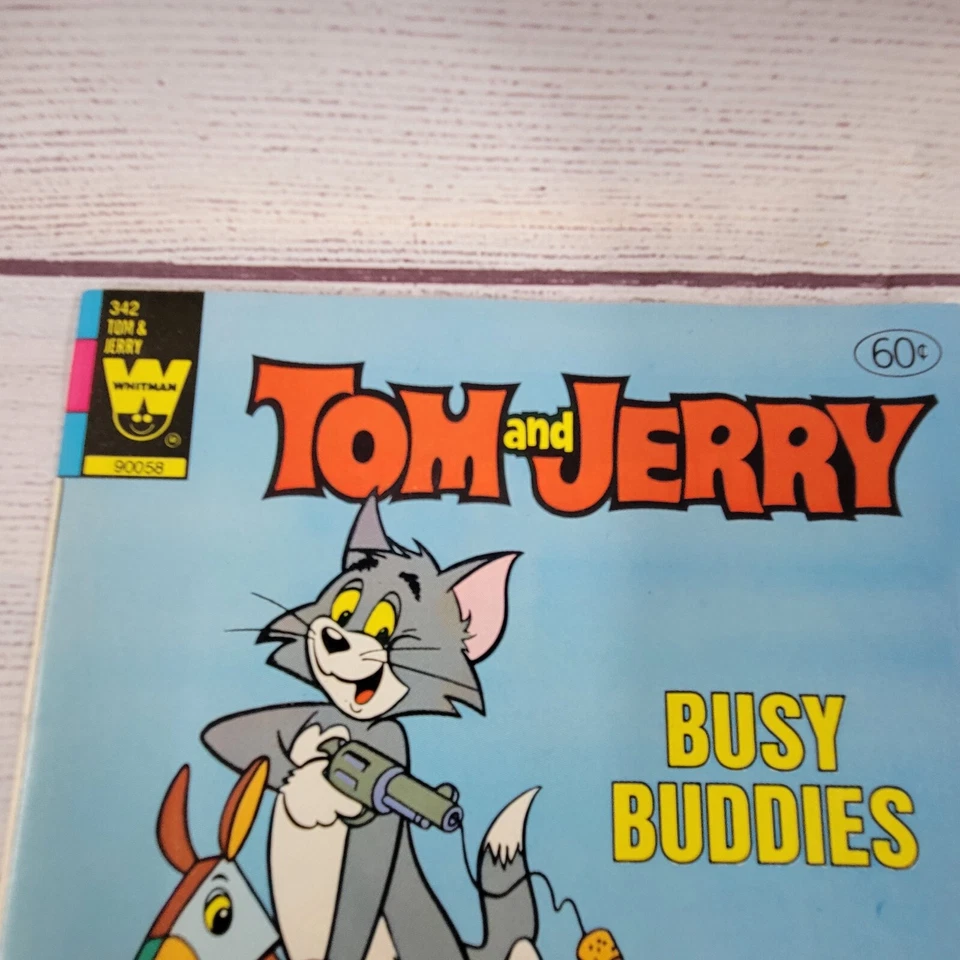 342
TOM &
JERRY
W
WHITMAN
90058
60¢
TOM and JERRY
BUSY
BUDDIES